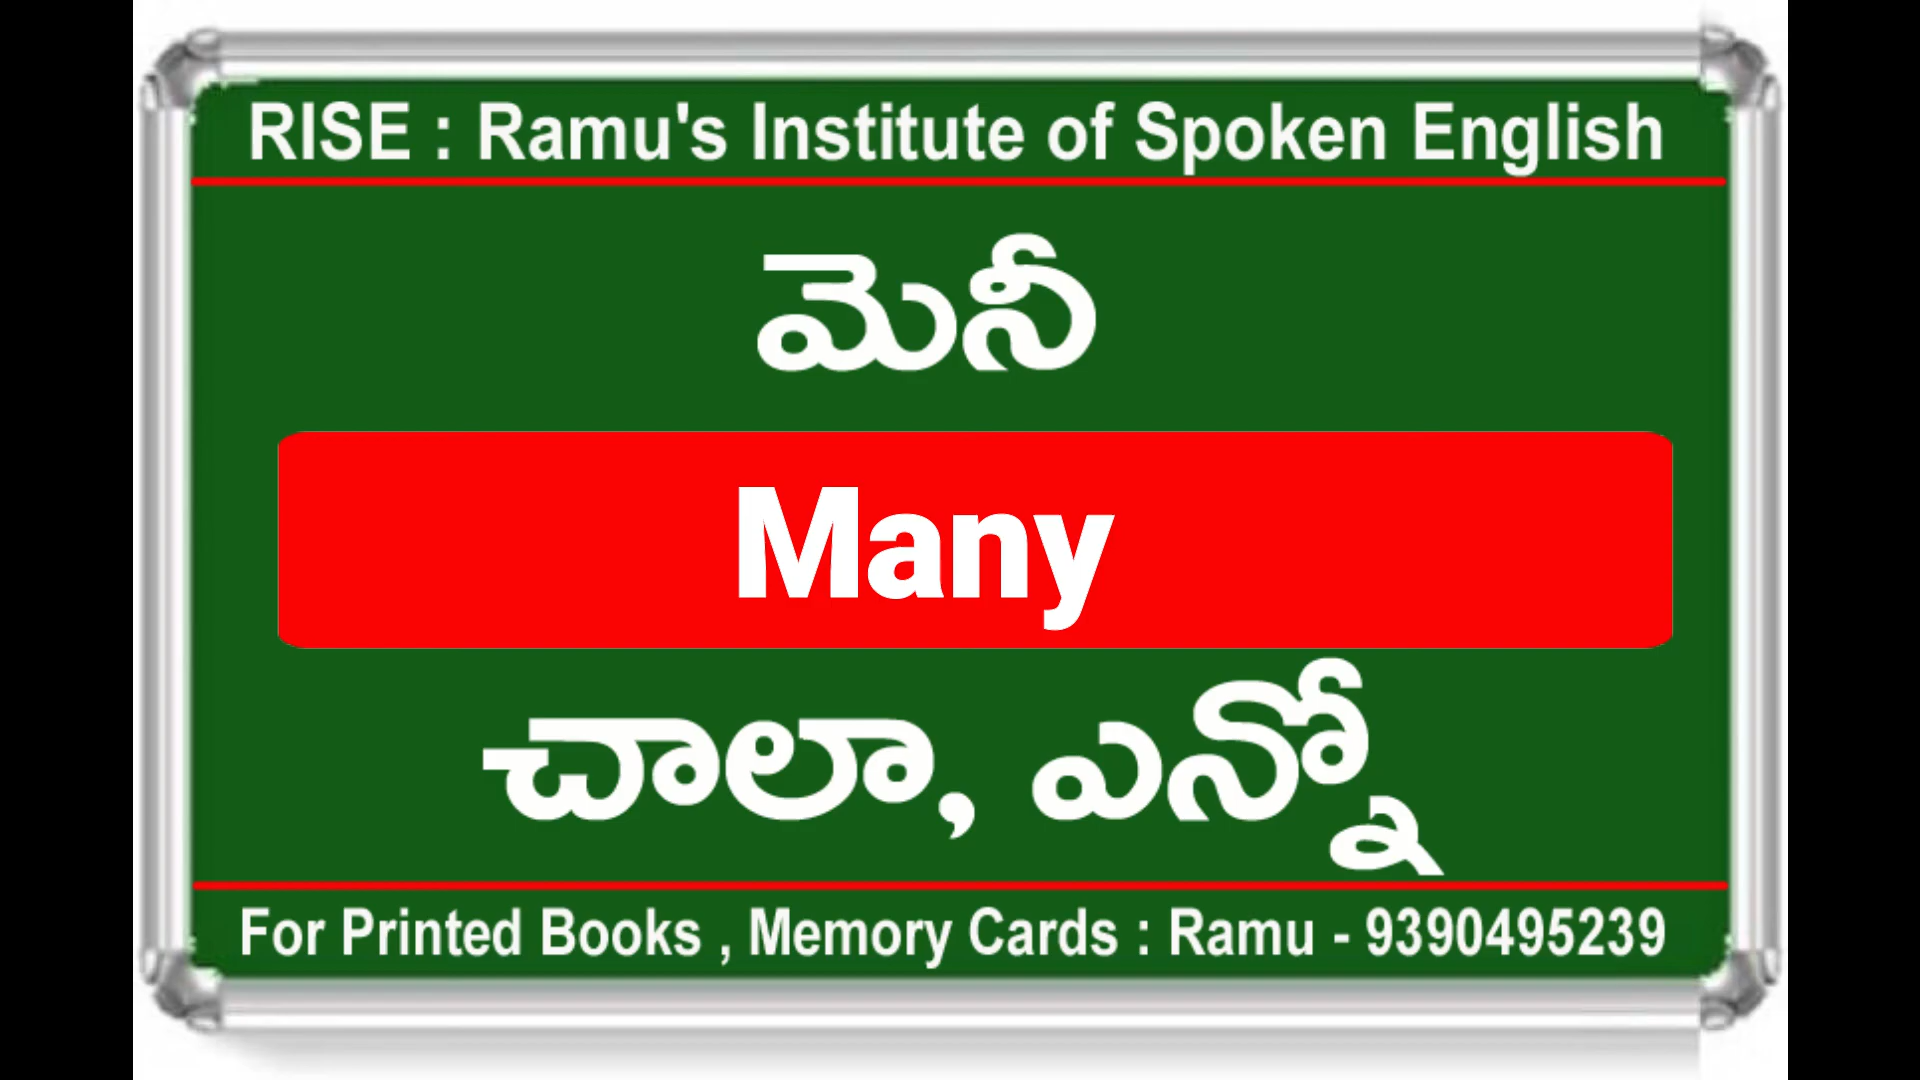 RISE : Ramu's Institute of Spoken English
మెనీ
Many
చాలా, ఎన్నో
For Printed Books , Memory Cards : Ramu - 9390495239